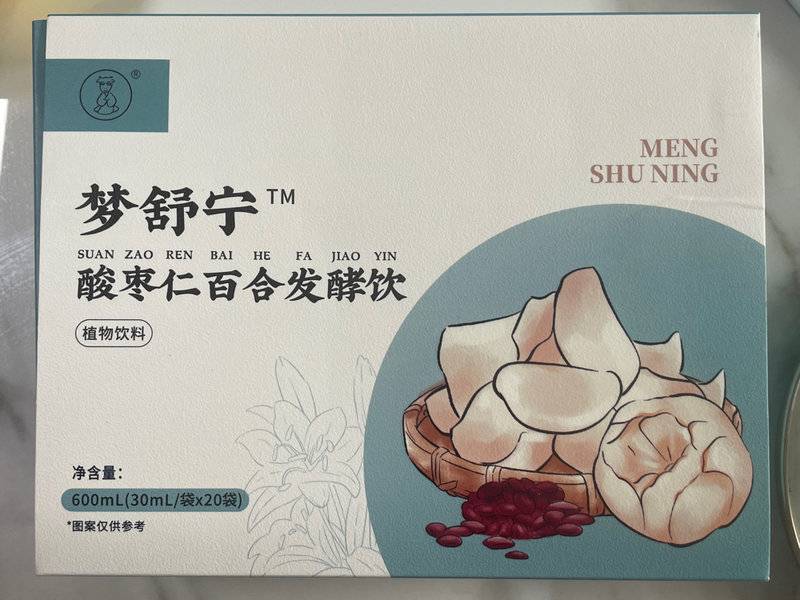 ®
MENG
SHU NING
梦舒宁™
SUAN ZAO REN BAI HE FA JIAO YIN
酸枣仁百合发酵饮
植物饮料
净含量：
600mL(30mL/袋x20袋)
*图案仅供参考